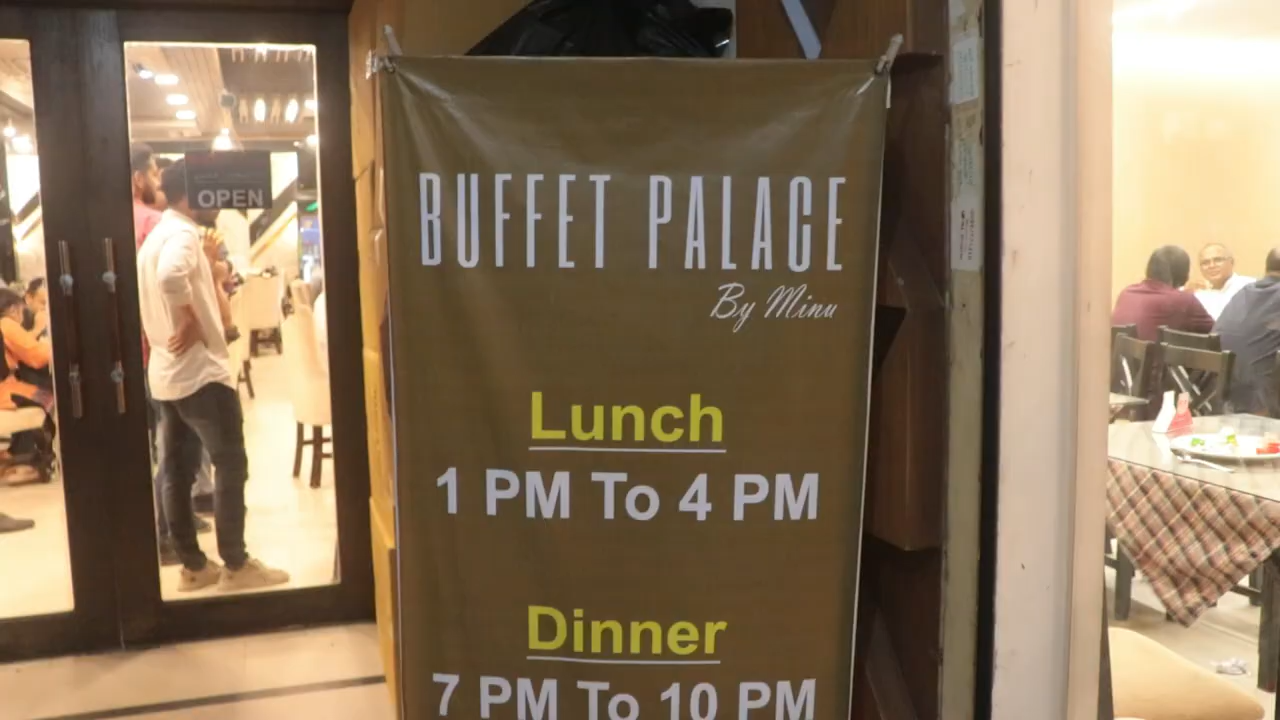 OPEN
BUFFET PALACE
By Minu
Lunch
1 PM To 4 PM
Dinner
7 PM To 10 PM